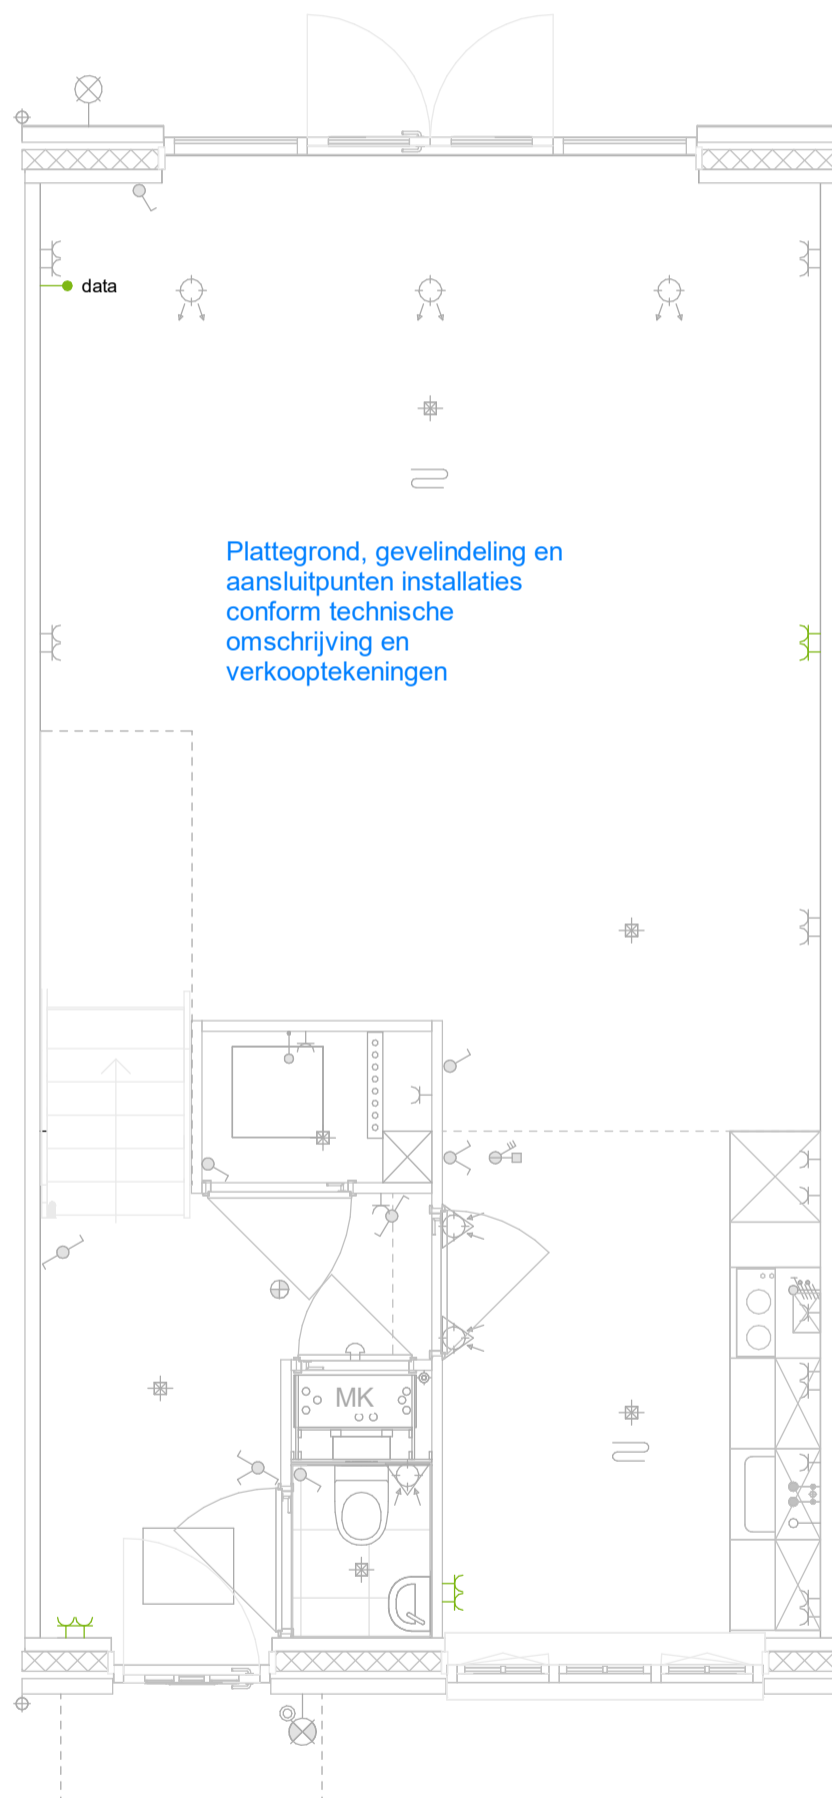 data
Plattegrond, gevelindeling en
aansluitpunten installaties
conform technische
omschrijving en
verkooptekeningen
MK